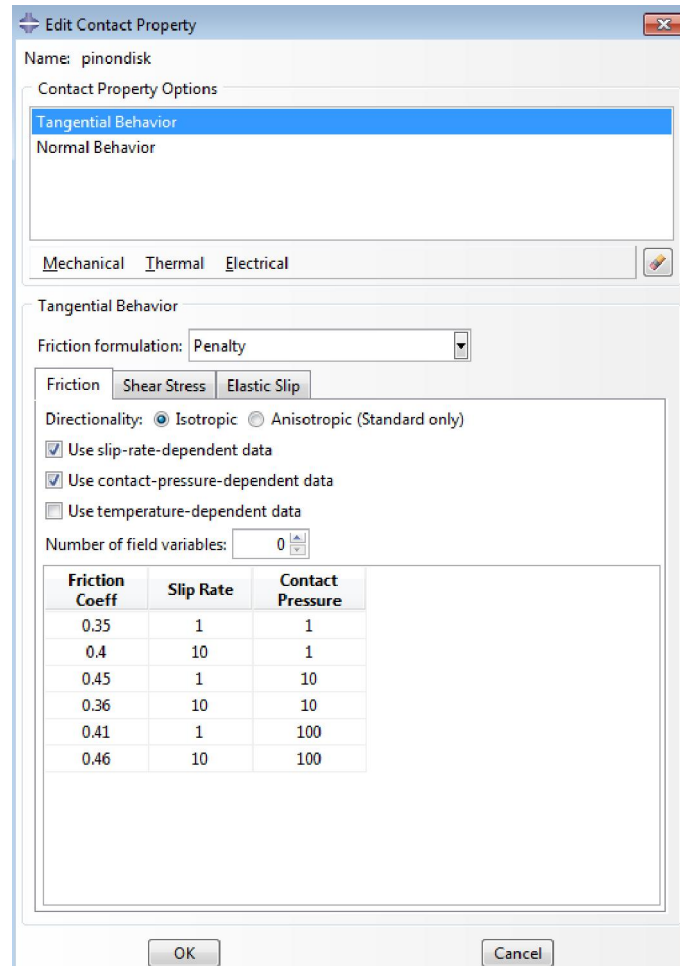 Edit Contact Property
Name: pinondisk
Contact Property Options
Tangential Behavior
Normal Behavior
Mechanical Thermal Electrical
Tangential Behavior
Friction formulation: Penalty
Friction Shear Stress Elastic Slip
Directionality: Isotropic Anisotropic (Standard only)
Use slip-rate-dependent data
Use contact-pressure-dependent data
Use temperature-dependent data
Number of field variables: 0
Friction Coeff Slip Rate Contact Pressure
0.35 1 1
0.4 10 1
0.45 1 10
0.36 10 10
0.41 1 100
0.46 10 100
OK Cancel